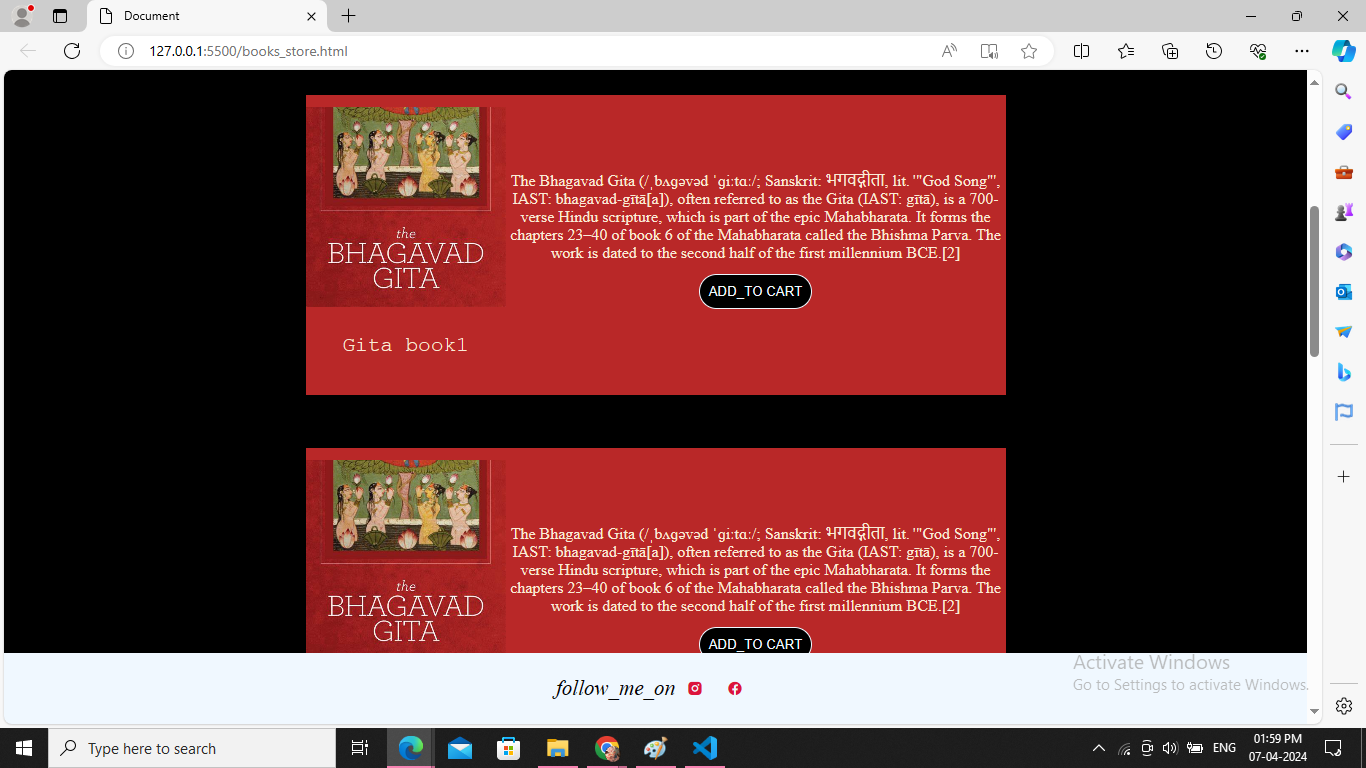 Document
127.0.0.1:5500/books_store.html
the
BHAGAVAD
GITA
Gita book1
The Bhagavad Gita (/ˌbʌɡəvəd ˈɡiːtɑː/; Sanskrit: भगवद्गीता, lit. '"God Song"',
IAST: bhagavad-gītā[a]), often referred to as the Gita (IAST: gītā), is a 700-
verse Hindu scripture, which is part of the epic Mahabharata. It forms the
chapters 23–40 of book 6 of the Mahabharata called the Bhishma Parva. The
work is dated to the second half of the first millennium BCE.[2]
ADD_TO CART
the
BHAGAVAD
GITA
The Bhagavad Gita (/ˌbʌɡəvəd ˈɡiːtɑː/; Sanskrit: भगवद्गीता, lit. '"God Song"',
IAST: bhagavad-gītā[a]), often referred to as the Gita (IAST: gītā), is a 700-
verse Hindu scripture, which is part of the epic Mahabharata. It forms the
chapters 23–40 of book 6 of the Mahabharata called the Bhishma Parva. The
work is dated to the second half of the first millennium BCE.[2]
ADD_TO CART
follow_me_on
Activate Windows
Go to Settings to activate Windows.
Type here to search
ENG
01:59 PM
07-04-2024